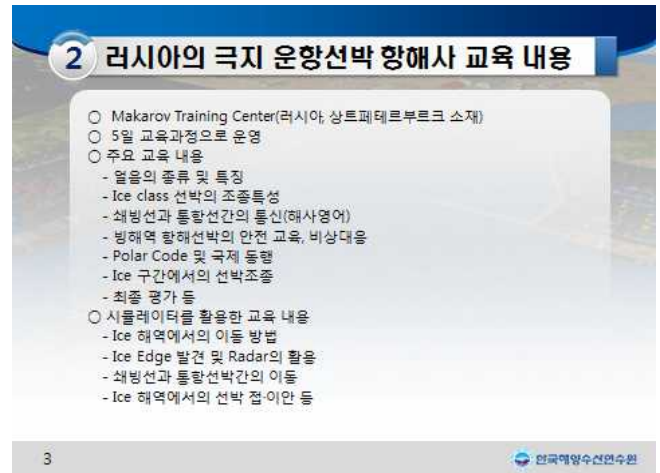 2 러시아의 극지 운항선박 항해사 교육 내용
○ Makarov Training Center(러시아, 상트페테르부르크 소재)
○ 5일 교육과정으로 운영
○ 주요 교육 내용
- 얼음의 종류 및 특징
- Ice class 선박의 조종특성
- 쇄빙선과 통항선간의 통신(해사영어)
- 빙해역 항해선박의 안전 교육, 비상대응
- Polar Code 및 국제 동행
- Ice 구간에서의 선박조종
- 최종 평가 등
○ 시뮬레이터를 활용한 교육 내용
- Ice 해역에서의 이동 방법
- Ice Edge 발견 및 Radar의 활용
- 쇄빙선과 통항선박간의 이동
- Ice 해역에서의 선박 접·이안 등
3
한국해양수산연수원